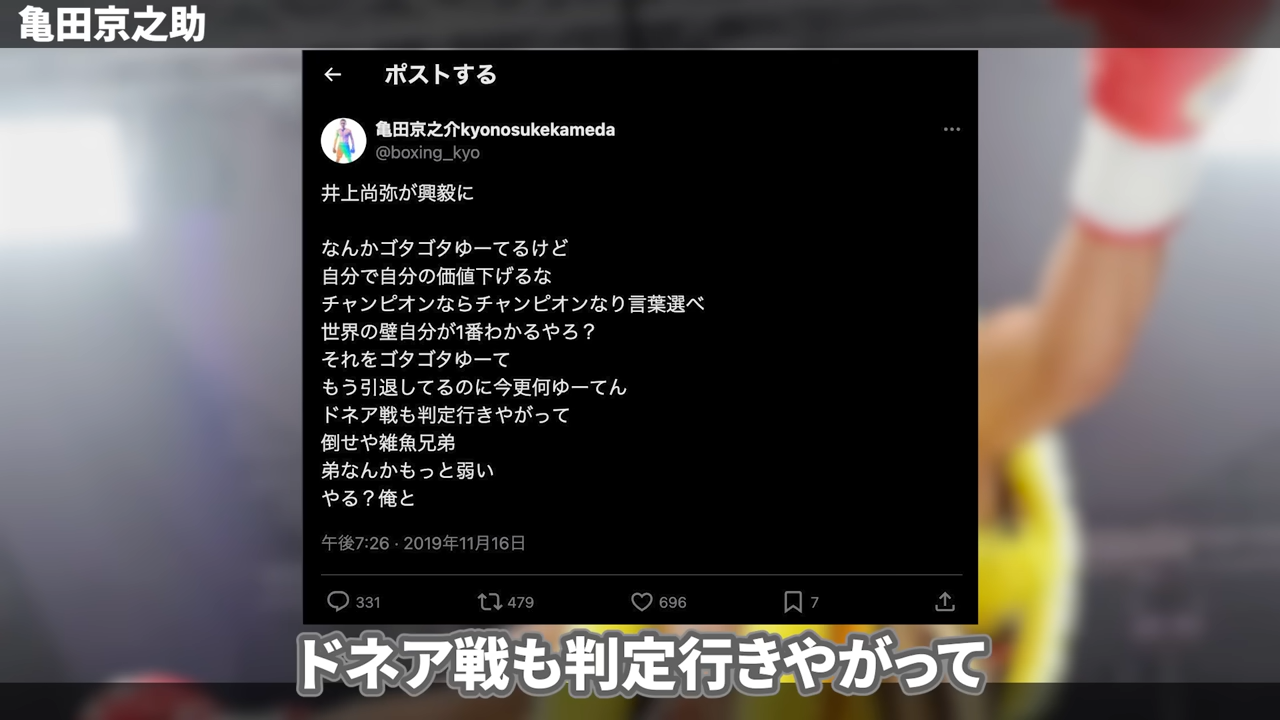 亀田京之助
← ポストする
亀田京之介kyonosukekameda
@boxing_kyo
井上尚弥が興毅に
なんかゴタゴタゆーてるけど
自分で自分の価値下げるな
チャンピオンならチャンピオンなり言葉選べ
世界の壁自分が1番わかるやろ？
それをゴタゴタゆーて
もう引退してるのに今更何ゆーてん
ドネア戦も判定行きやがって
倒せや雑魚兄弟
弟なんかもっと弱い
やる？俺と
午後7:26 · 2019年11月16日
331 479 696 7
ドネア戦も判定行きやがって